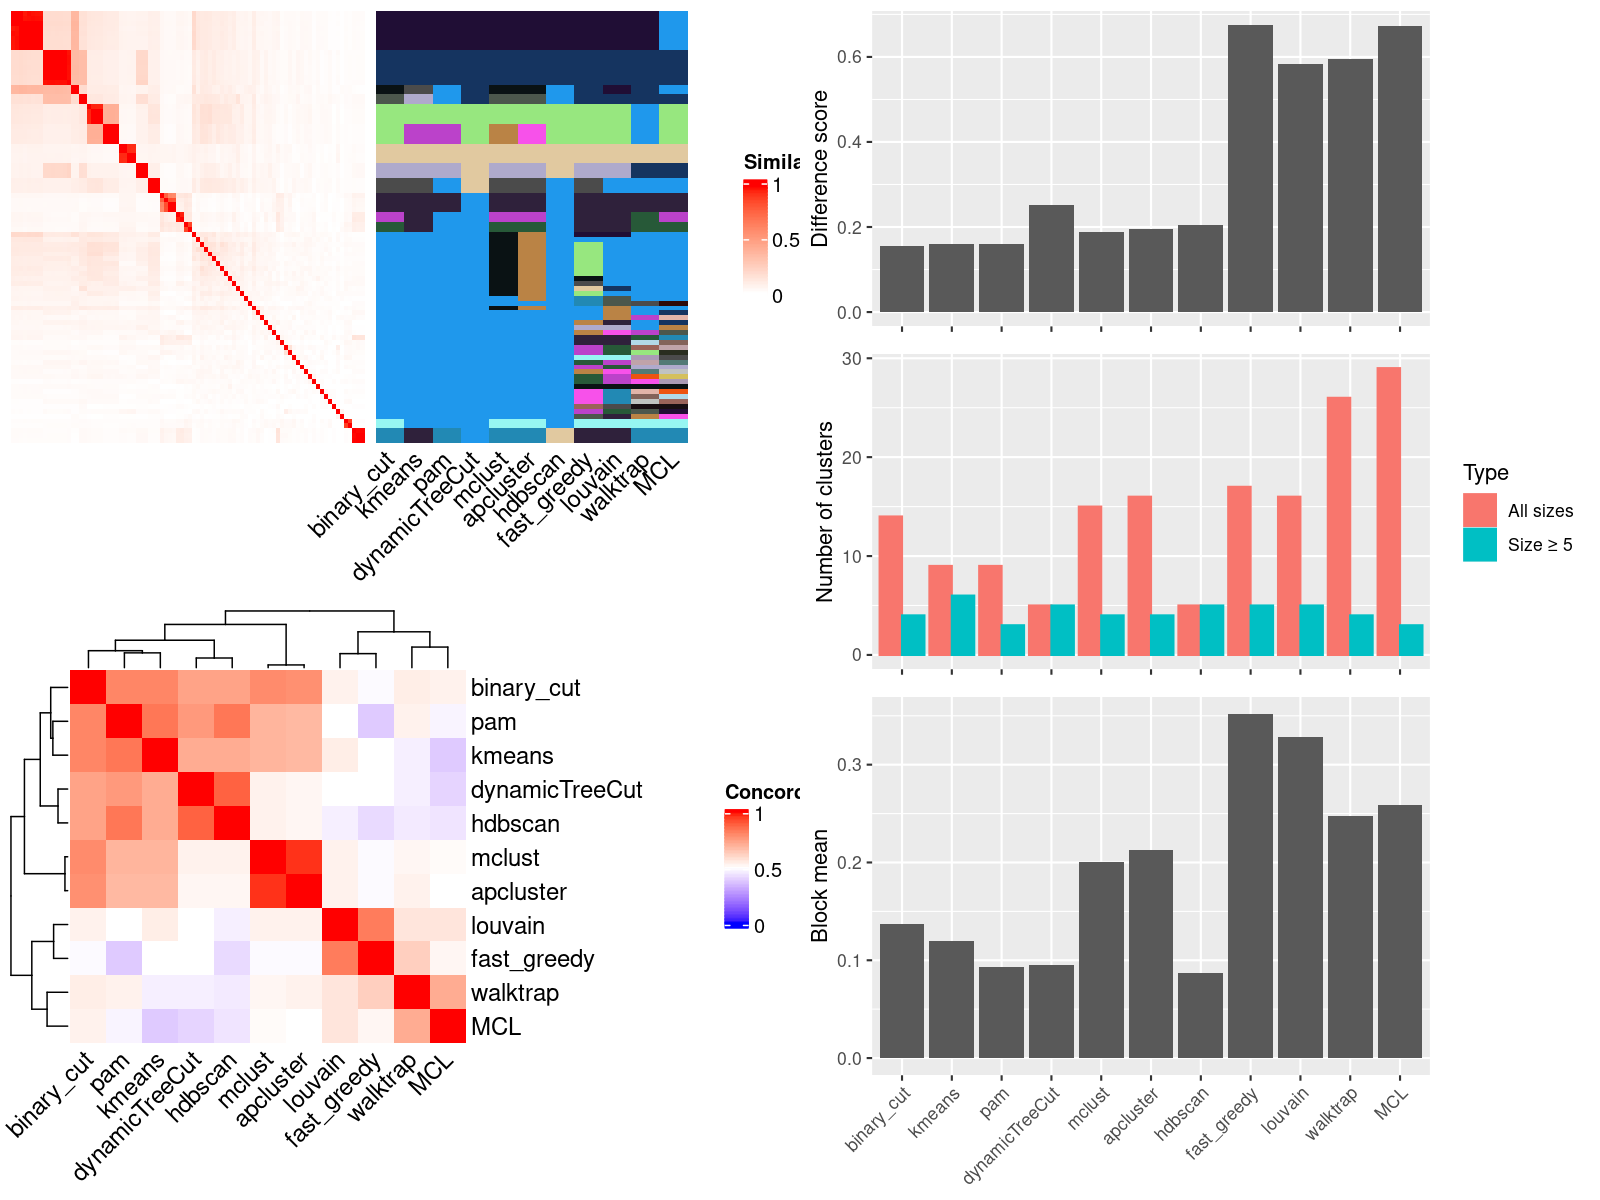 Simila
1
0.5
0
binary_cut
kmeans
pam
dynamicTreeCut
mclust
apcluster
hdbscan
fast_greedy
louvain
walktrap
MCL
binary_cut
pam
kmeans
dynamicTreeCut
hdbscan
mclust
apcluster
louvain
fast_greedy
walktrap
MCL
Concord
1
0.5
0
binary_cut
pam
kmeans
dynamicTreeCut
hdbscan
mclust
apcluster
louvain
fast_greedy
walktrap
MCL
Difference score
0.6
0.4
0.2
0.0
Number of clusters
30
20
10
0
Type
All sizes
Size ≥ 5
Block mean
0.3
0.2
0.1
0.0
binary_cut
kmeans
pam
dynamicTreeCut
mclust
apcluster
hdbscan
fast_greedy
louvain
walktrap
MCL